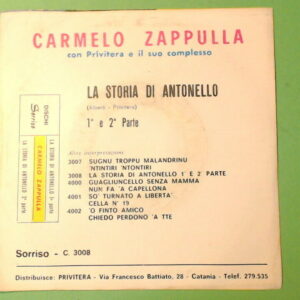 CARMELO ZAPPULLA
con Privitera e il suo complesso
LA STORIA DI ANTONELLO
(Alberti - Privitera)
1ª e 2ª Parte
DISCHI
Sorriso
LA STORIA DI ANTONELLO 1ª PARTE
CARMELO ZAPPULLA
LA STORIA DI ANTONELLO 2ª PARTE
Altre interpretazioni
3007 SUGNU TROPPU MALANDRINU
'NTINTIRI 'NTONTIRI
3008 LA STORIA DI ANTONELLO 1ª E 2ª PARTE
4000 GUAGLIUNCELLO SENZA MAMMA
NUN FA 'A CAPELLONA
4001 SO' TURNATO A LIBERTA'
CELLA N° 19
4002 'O FINTO AMICO
CHIEDO PERDONO 'A TTE
Sorriso - C. 3008
Distribuisce: PRIVITERA - Via Francesco Battiato, 28 - Catania - Telef. 279.535